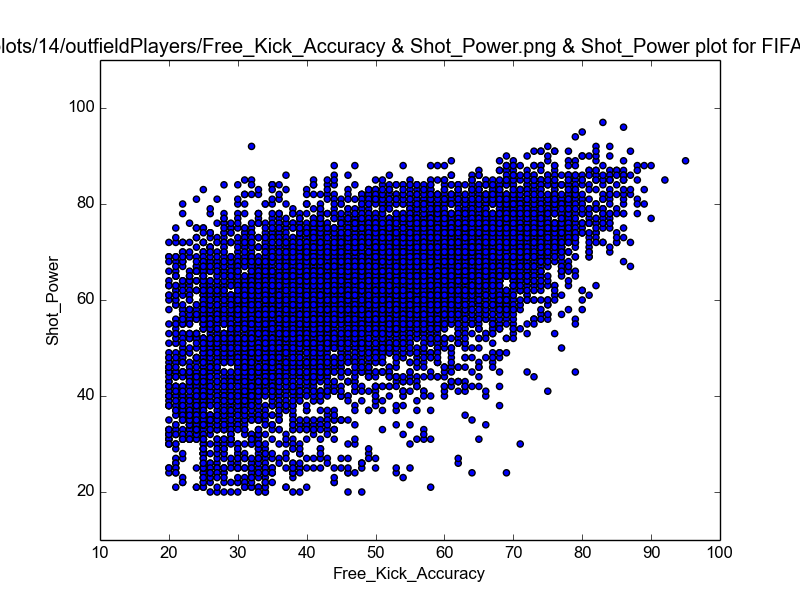 lots/14/outfieldPlayers/Free_Kick_Accuracy & Shot_Power.png & Shot_Power plot for FIFA
100
80
60
40
20
Shot_Power
10 20 30 40 50 60 70 80 90 100
Free_Kick_Accuracy